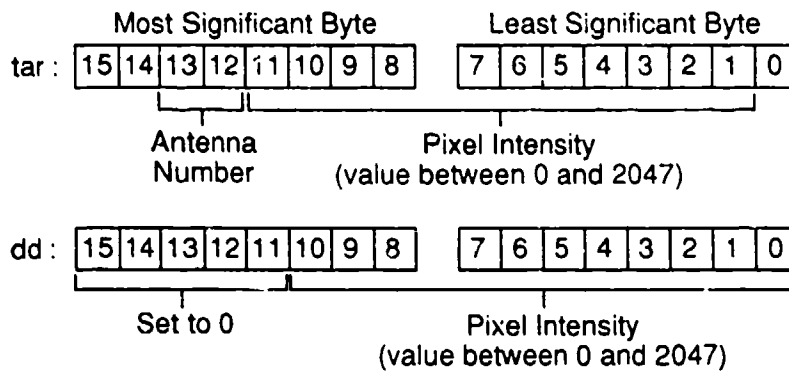 Most Significant Byte Least Significant Byte
tar : 15 14 13 12 11 10 9 8 7 6 5 4 3 2 1 0
Antenna Number Pixel Intensity
(value between 0 and 2047)
dd : 15 14 13 12 11 10 9 8 7 6 5 4 3 2 1 0
Set to 0 Pixel Intensity
(value between 0 and 2047)